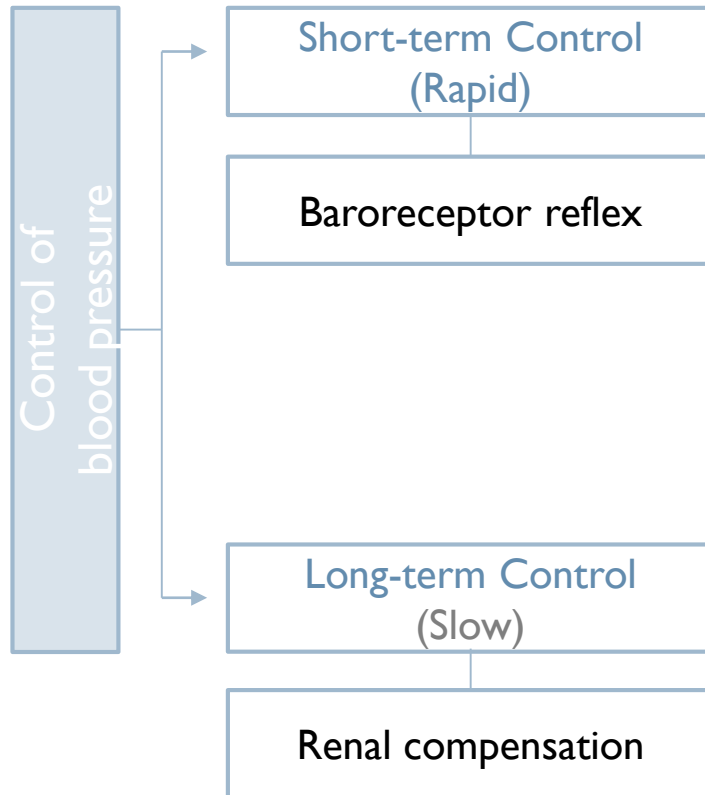 Control of
blood pressure
Short-term Control
(Rapid)
Baroreceptor reflex
Long-term Control
(Slow)
Renal compensation